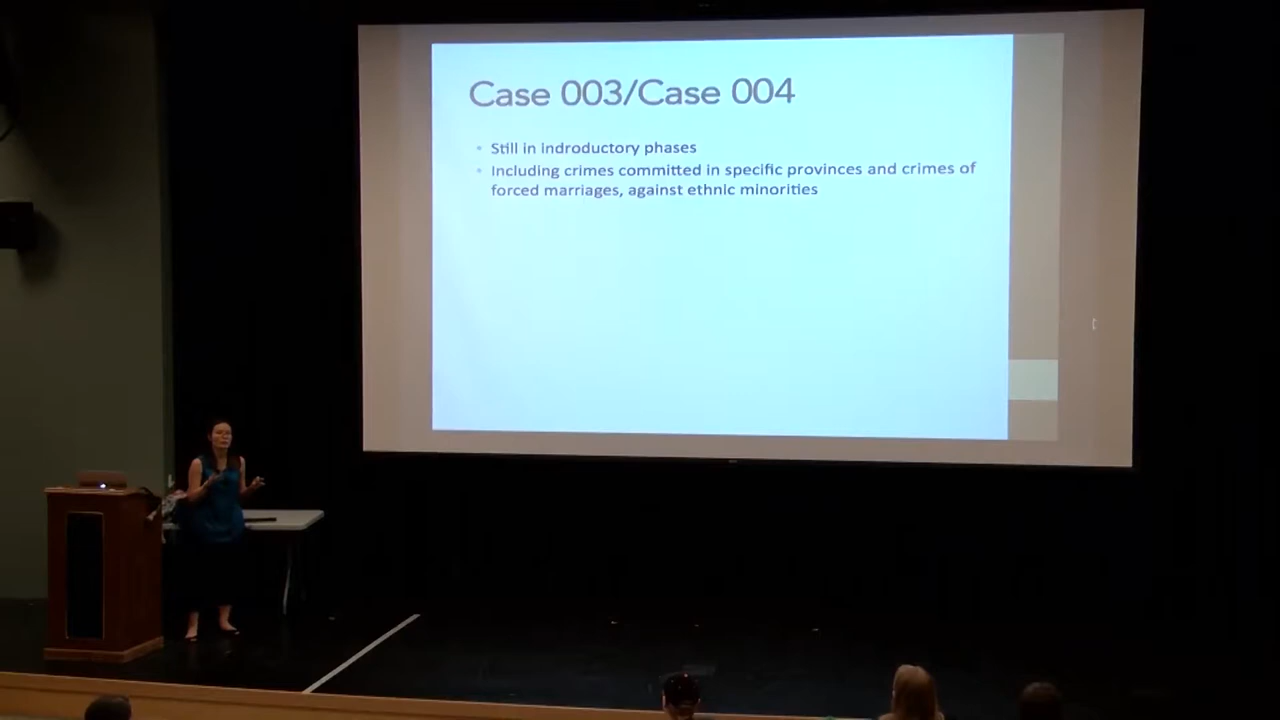 Case 003/Case 004
• Still in indroductory phases
• Including crimes committed in specific provinces and crimes of
forced marriages, against ethnic minorities